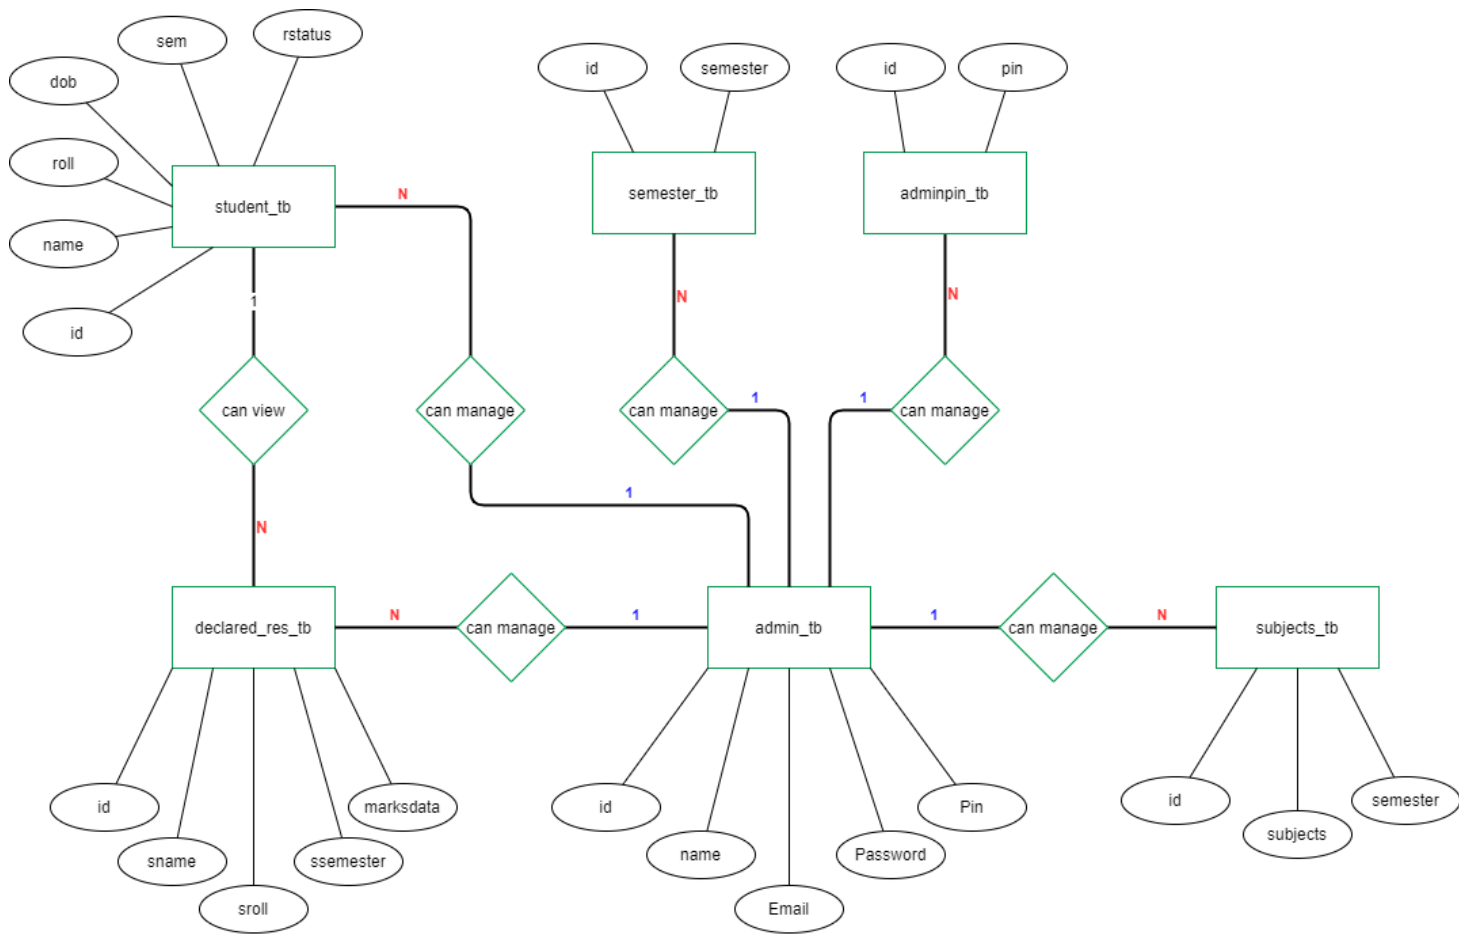 sem
rstatus
dob
roll
name
id
student_tb
id
semester
semester_tb
id
pin
adminpin_tb
N
1
N
N
can view
can manage
can manage
1
1
can manage
1
N
declared_res_tb
N
can manage
1
admin_tb
1
can manage
N
subjects_tb
id
sname
sroll
ssemester
marksdata
id
name
Email
Password
Pin
id
subjects
semester